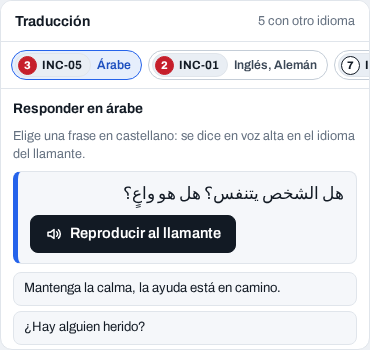 Traducción
5 con otro idioma
3 INC-05 Árabe
2 INC-01 Inglés, Alemán
7
Responder en árabe
Elige una frase en castellano: se dice en voz alta en el idioma
del llamante.
هل الشخص يتنفس؟ هل هو واعٍ؟
Reproducir al llamante
Mantenga la calma, la ayuda está en camino.
¿Hay alguien herido?